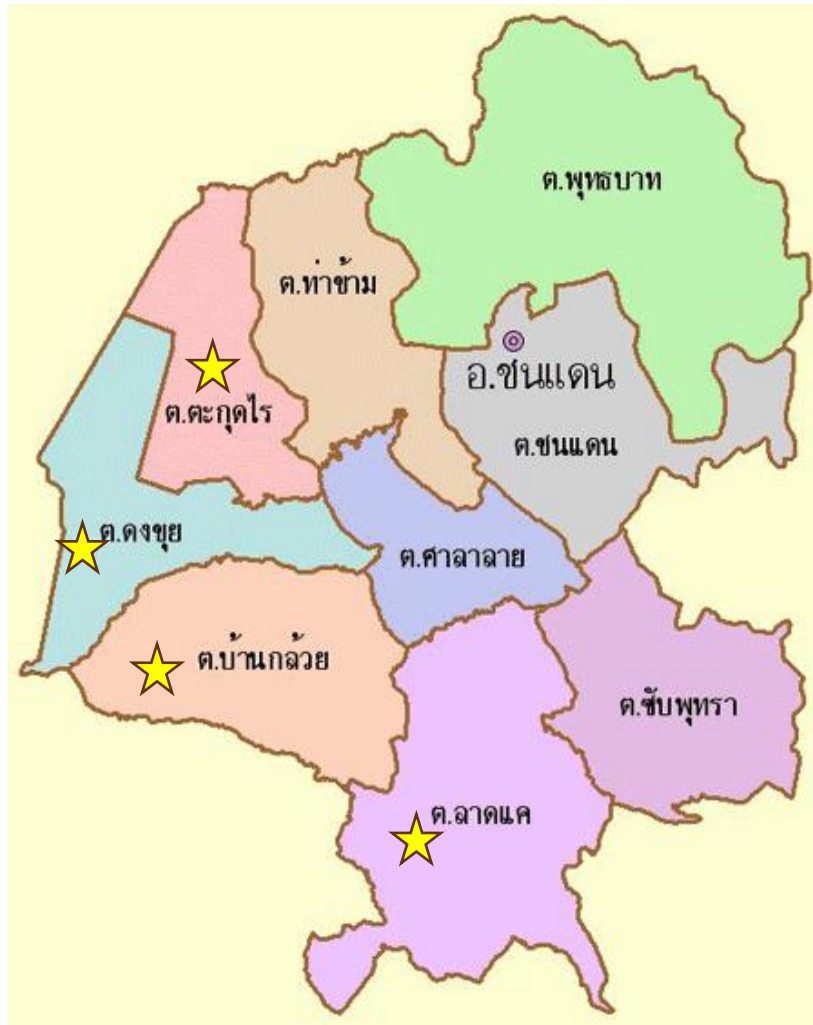 ต.พุทธบาท
ต.ท่าข้าม
อ.ชนแดน
ต.ตะกุดไร
ต.ชนแดน
ต.ดงขุย
ต.ศาลาลาย
ต.บ้านกล้วย
ต.ซับพุทรา
ต.ลาดแค